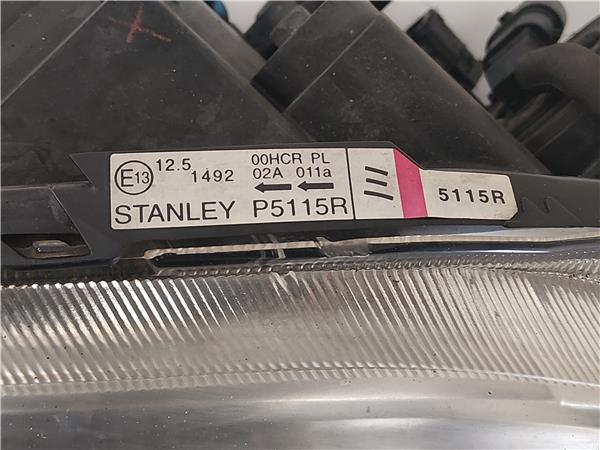 E13 12.5 1492 00HCR PL
02A ← ← 011a
STANLEY P5115R
5115R